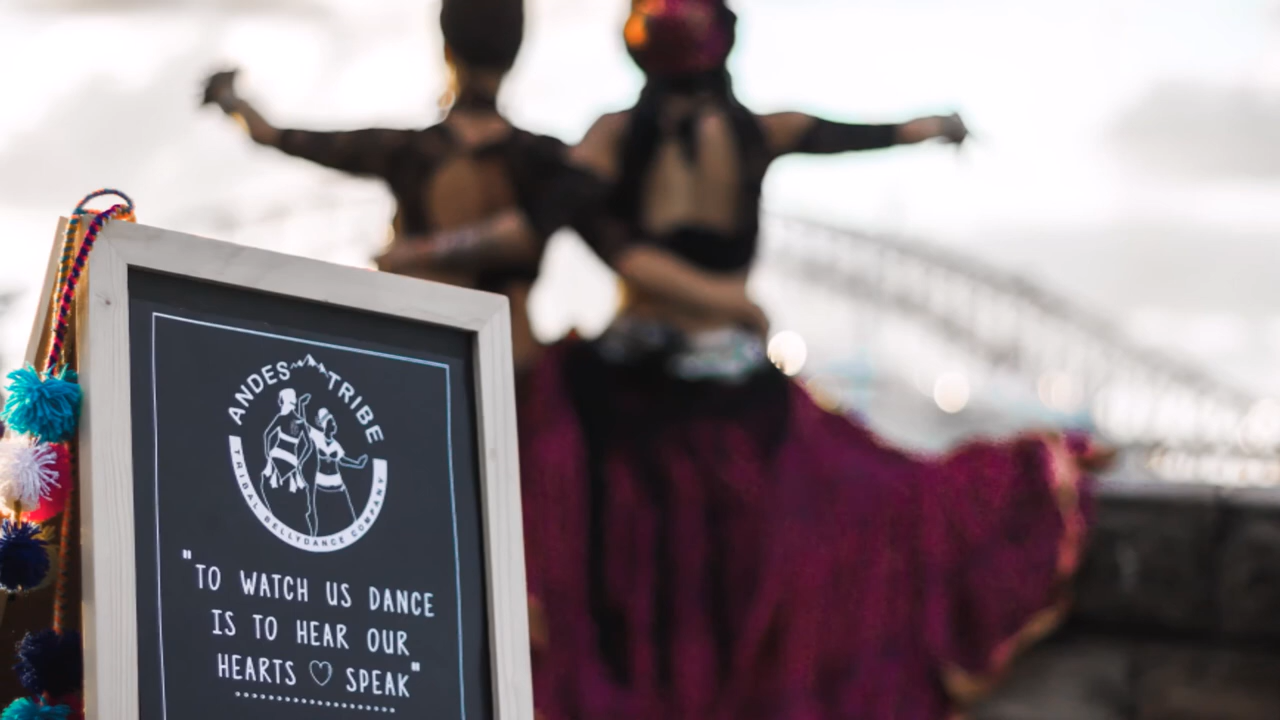 ANDES TRIBE
TRIBAL BELLYDANCE COMPANY
"TO WATCH US DANCE
IS TO HEAR OUR
HEARTS ♡ SPEAK"